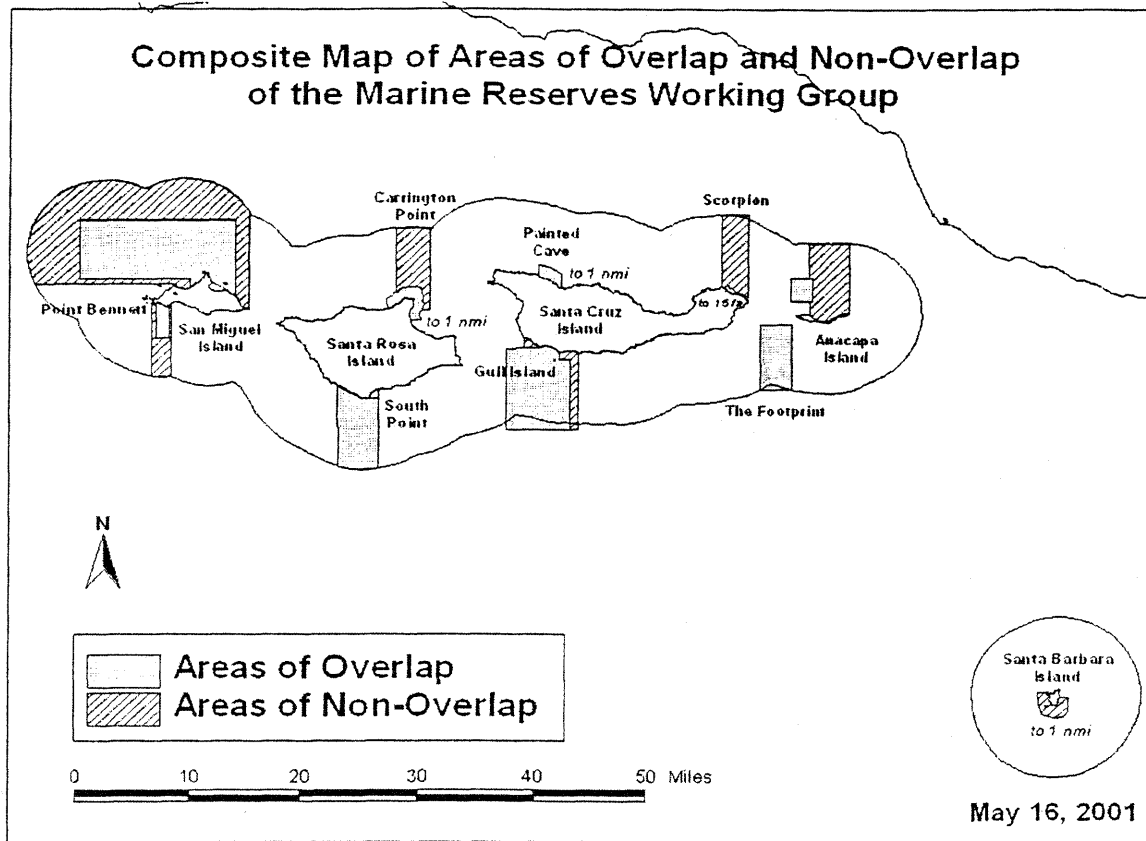 Composite Map of Areas of Overlap and Non-Overlap
of the Marine Reserves Working Group
Carrington
Point
Scorpion
Painted
Cave
to 1 nmi
Point Bennett
San Miguel
Island
to 1 nmi
Santa Cruz
Island
Santa Rosa
Island
Anacapa
Island
Gull Island
South
Point
The Footprint
N
Areas of Overlap
Areas of Non-Overlap
Santa Barbara
Island
to 1 nmi
0 10 20 30 40 50 Miles
May 16, 2001